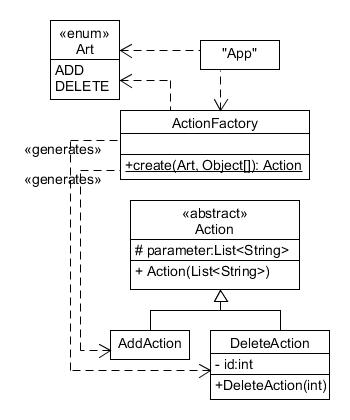 «enum»
Art
ADD
DELETE
"App"
ActionFactory
+create(Art, Object[]): Action
«generates»
«generates»
«abstract»
Action
# parameter:List<String>
+ Action(List<String>)
AddAction
DeleteAction
- id:int
+DeleteAction(int)